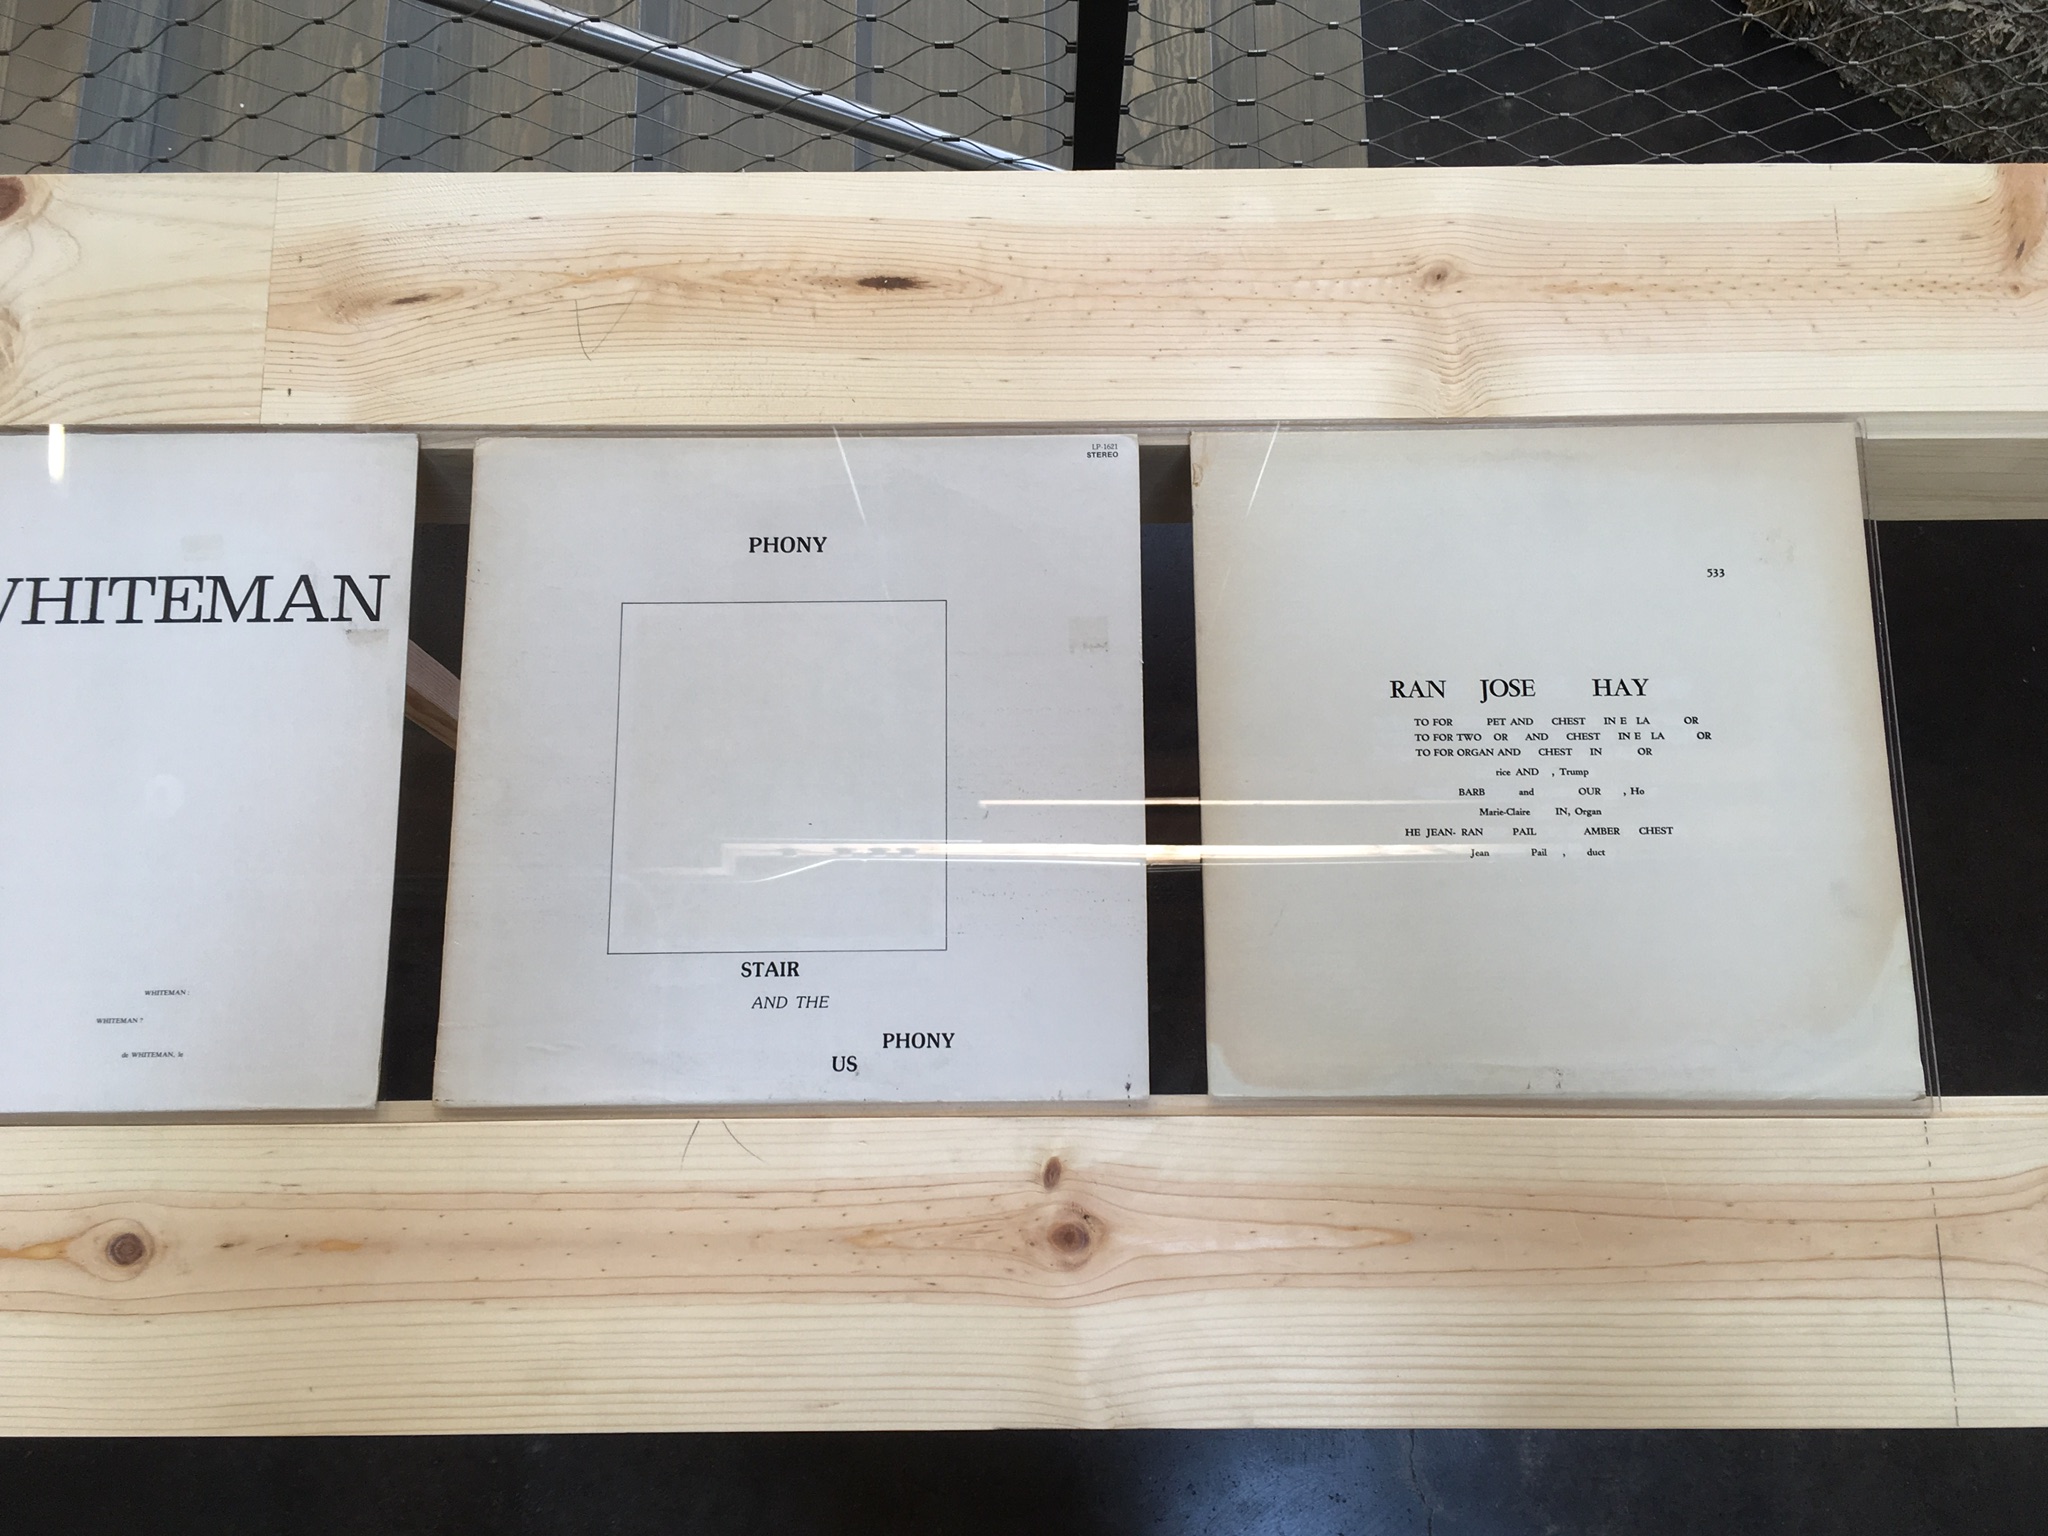 WHITEMAN
WHITEMAN :
WHITEMAN ?
de WHITEMAN, le
LP-1621
STEREO
PHONY
STAIR
AND THE
PHONY
US
533
RAN JOSE HAY
TO FOR PET AND CHEST IN E LA OR
TO FOR TWO OR AND CHEST IN E LA OR
TO FOR ORGAN AND CHEST IN OR
rice AND , Trump
BARB and OUR , Ho
Marie-Claire IN, Organ
HE JEAN- RAN PAIL AMBER CHEST
Jean Pail , duct